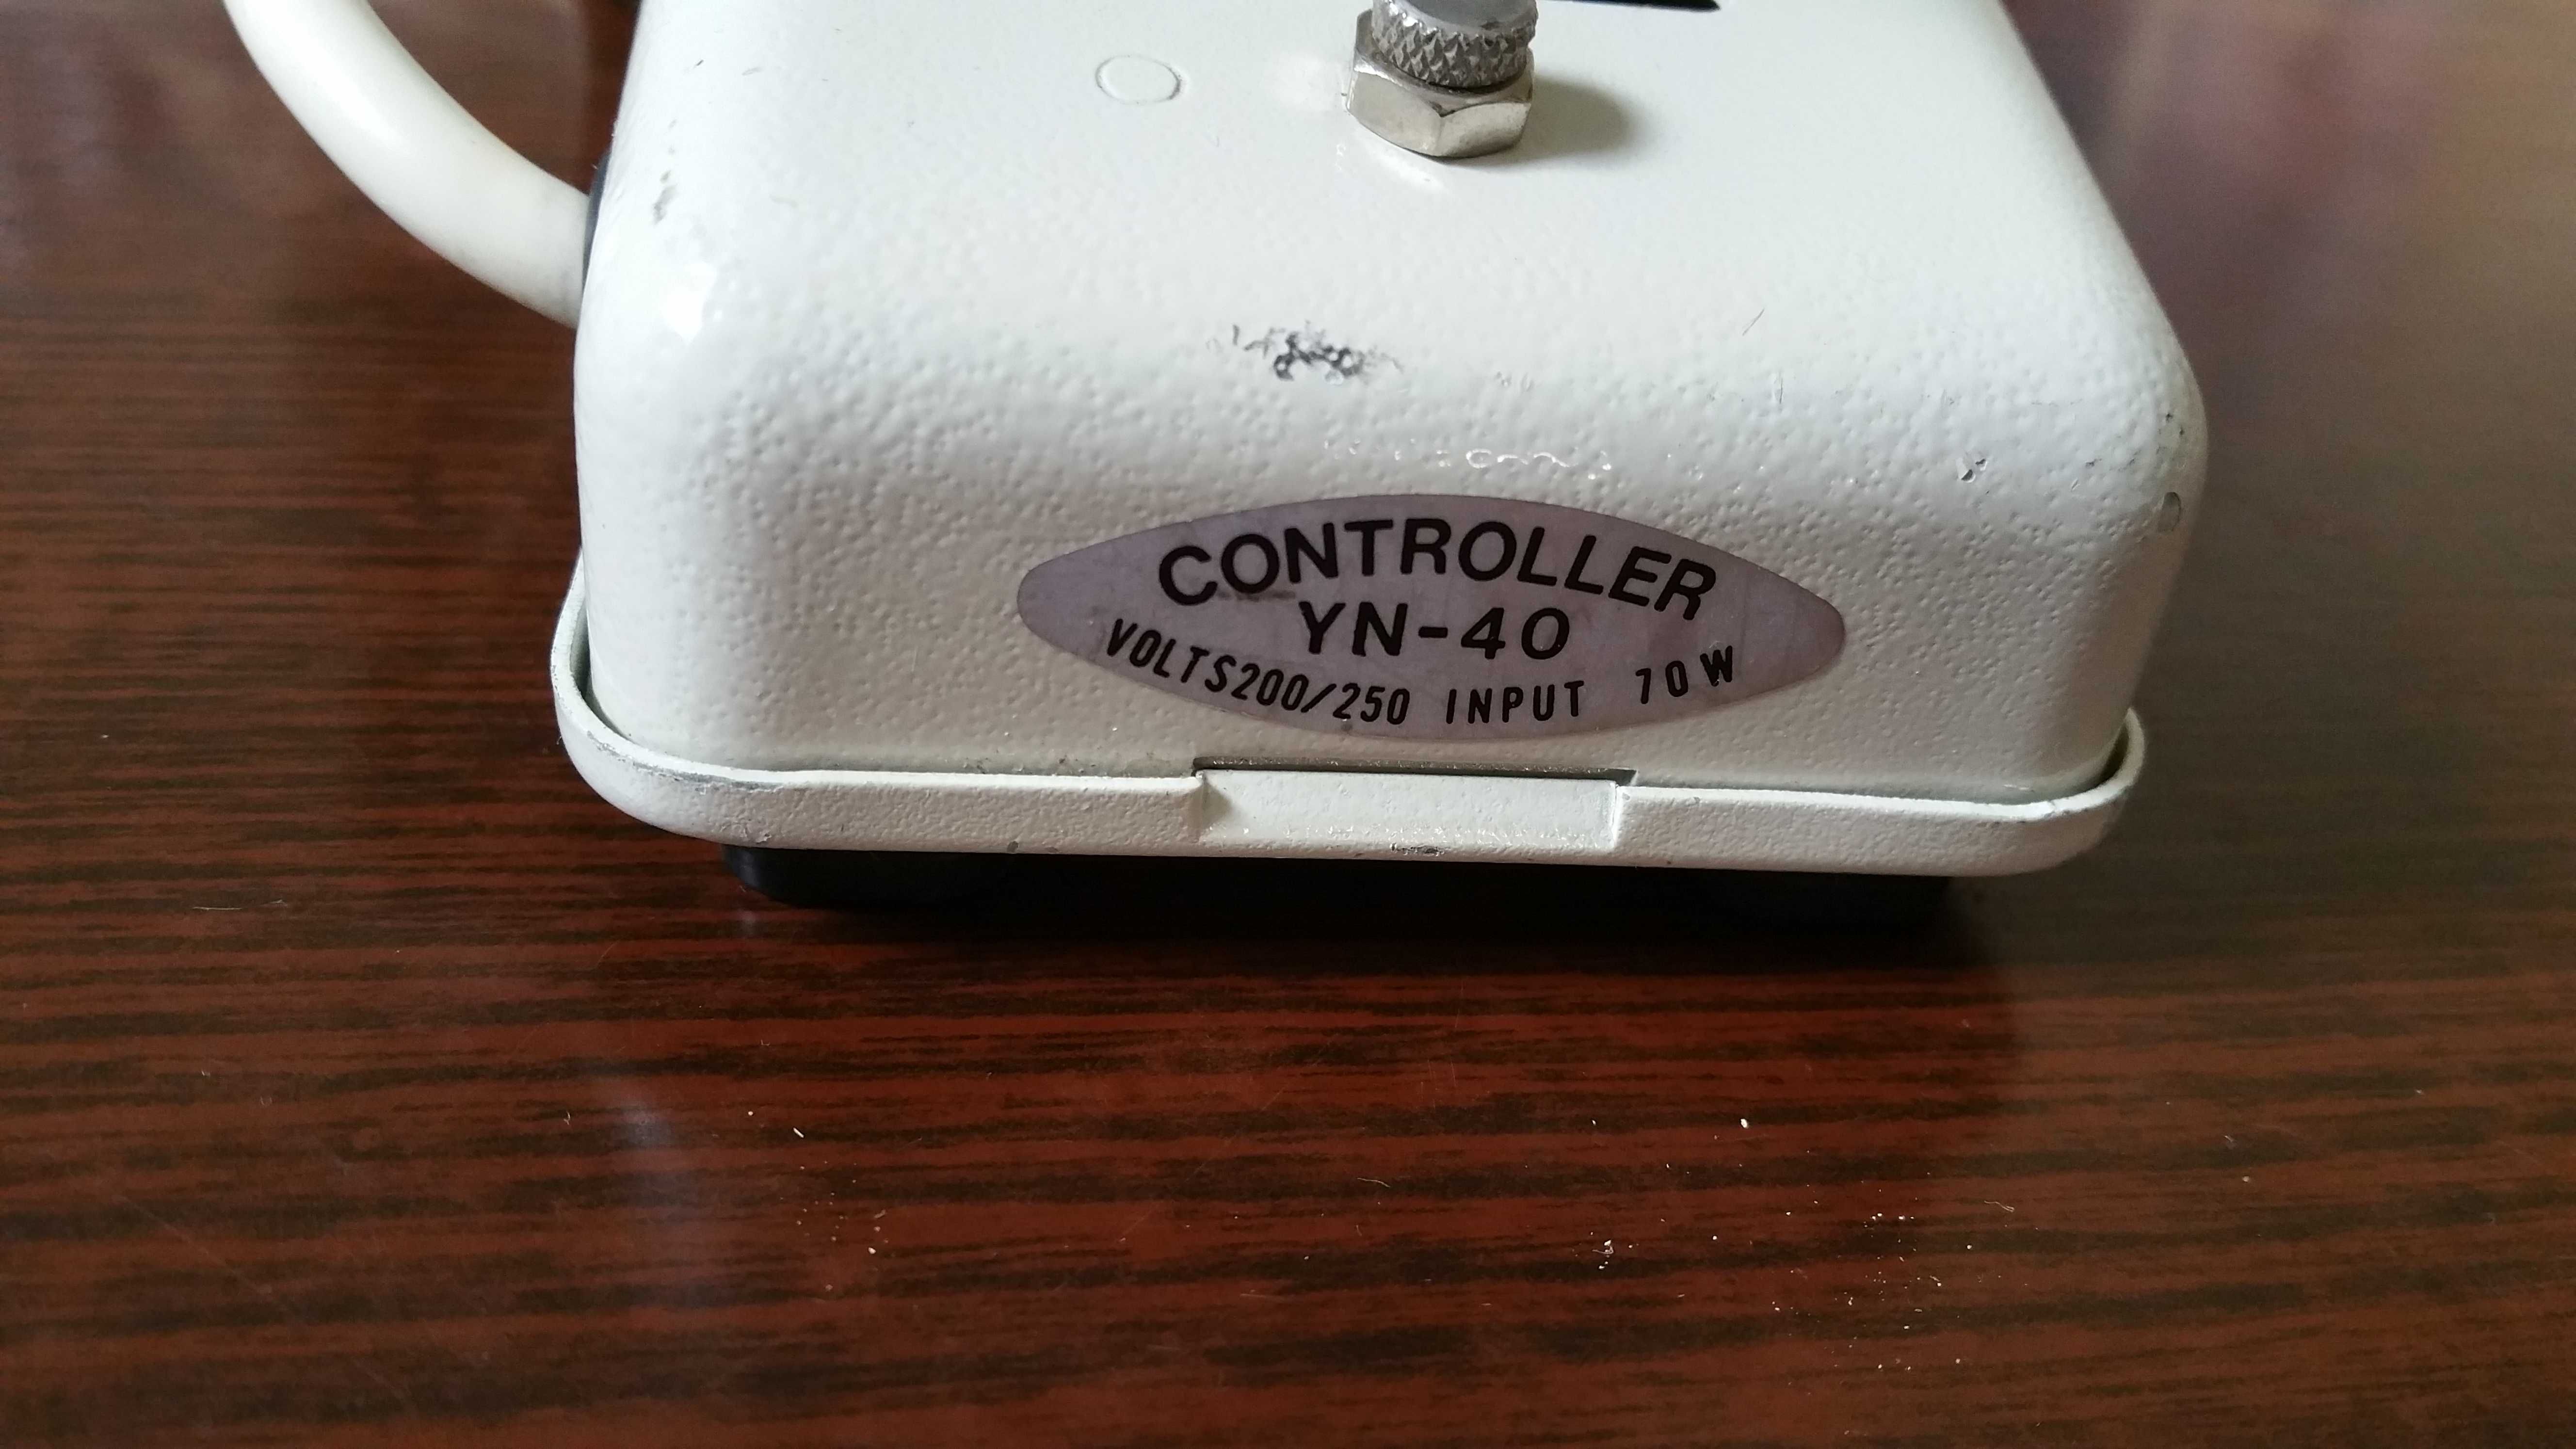 CONTROLLER
YN-40
VOLTS200/250 INPUT 70W